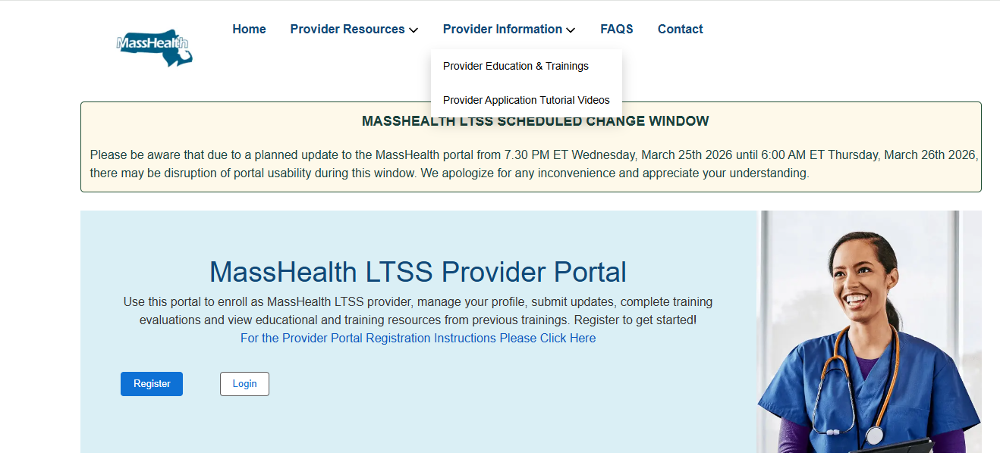 MassHealth
Home
Provider Resources
Provider Information
FAQS
Contact
Provider Education & Trainings
Provider Application Tutorial Videos
MASSHEALTH LTSS SCHEDULED CHANGE WINDOW
Please be aware that due to a planned update to the MassHealth portal from 7.30 PM ET Wednesday, March 25th 2026 until 6:00 AM ET Thursday, March 26th 2026,
there may be disruption of portal usability during this window. We apologize for any inconvenience and appreciate your understanding.
MassHealth LTSS Provider Portal
Use this portal to enroll as MassHealth LTSS provider, manage your profile, submit updates, complete training
evaluations and view educational and training resources from previous trainings. Register to get started!
For the Provider Portal Registration Instructions Please Click Here
Register
Login